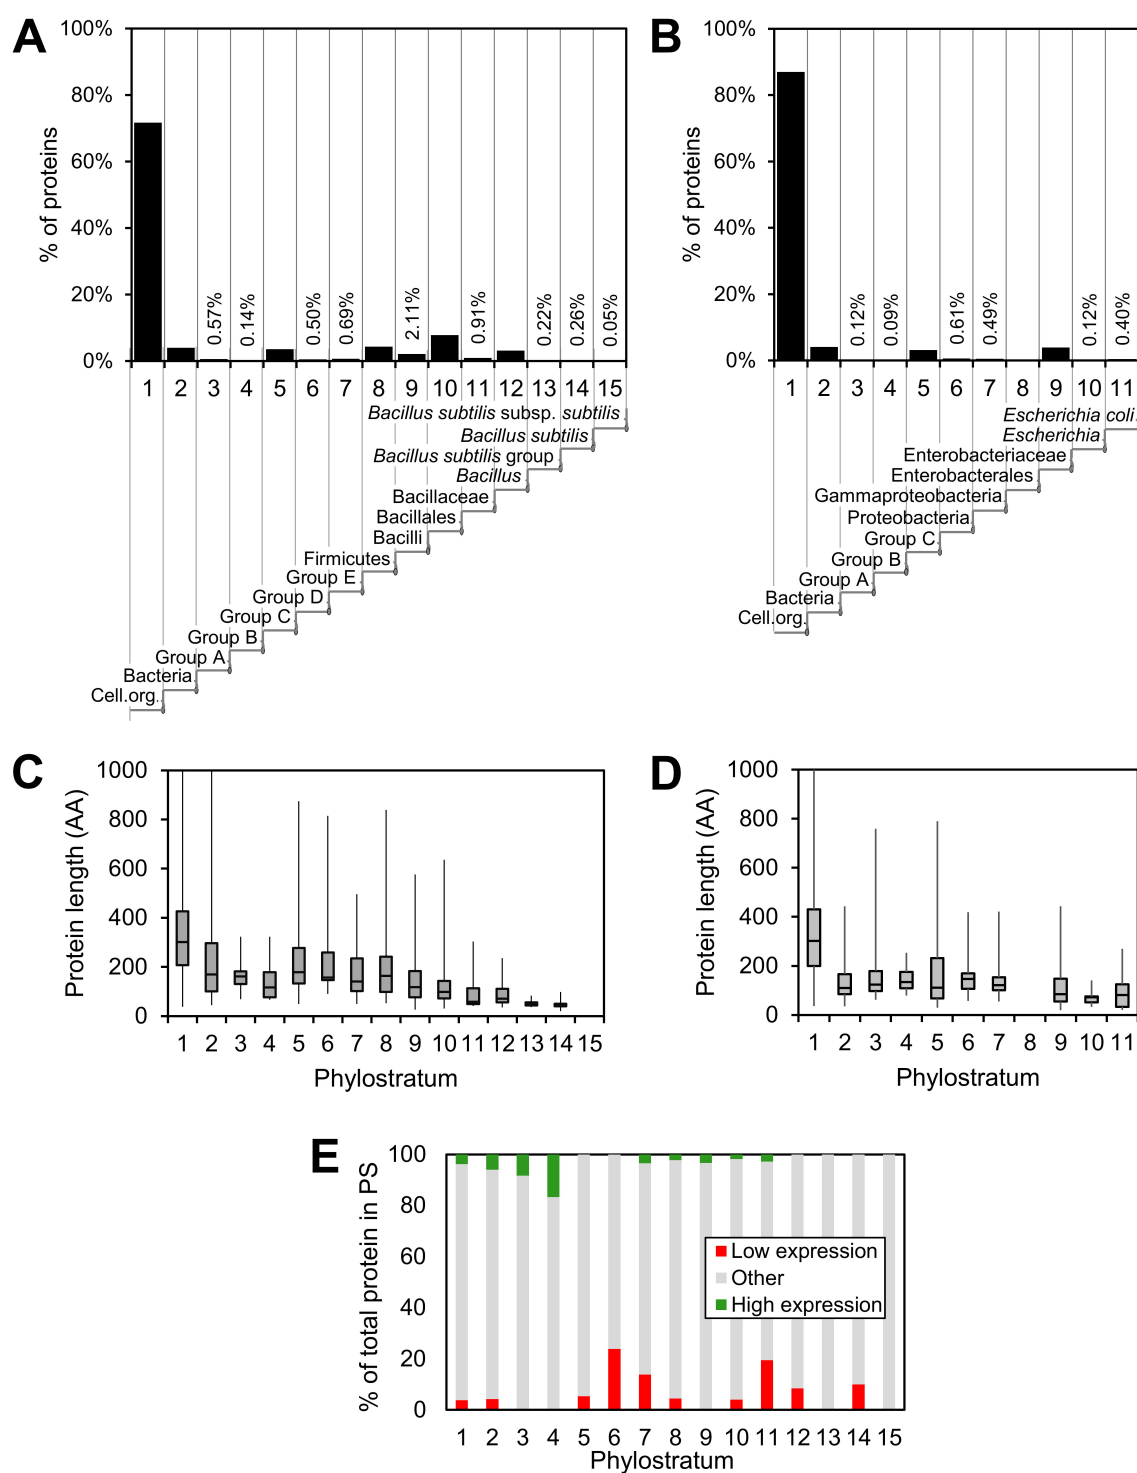 A
100%
80%
60%
40%
20%
0%
% of proteins
0.57%
0.14%
0.50%
0.69%
2.11%
0.91%
0.22%
0.26%
0.05%
1 2 3 4 5 6 7 8 9 10 11 12 13 14 15
Bacillus subtilis subsp. subtilis
Bacillus subtilis
Bacillus subtilis group
Bacillus
Bacillaceae
Bacillales
Bacilli
Firmicutes
Group E
Group D
Group C
Group B
Group A
Bacteria
Cell.org.
B
100%
80%
60%
40%
20%
0%
% of proteins
0.12%
0.09%
0.61%
0.49%
0.12%
0.40%
1 2 3 4 5 6 7 8 9 10 11
Escherichia coli
Escherichia
Enterobacteriaceae
Enterobacterales
Gammaproteobacteria
Proteobacteria
Group C
Group B
Group A
Bacteria
Cell.org.
C
1000
800
600
400
200
0
Protein length (AA)
1 2 3 4 5 6 7 8 9 10 11 12 13 14 15
Phylostratum
D
1000
800
600
400
200
0
Protein length (AA)
1 2 3 4 5 6 7 8 9 10 11
Phylostratum
E
100
80
60
40
20
0
% of total protein in PS
Low expression
Other
High expression
1 2 3 4 5 6 7 8 9 10 11 12 13 14 15
Phylostratum